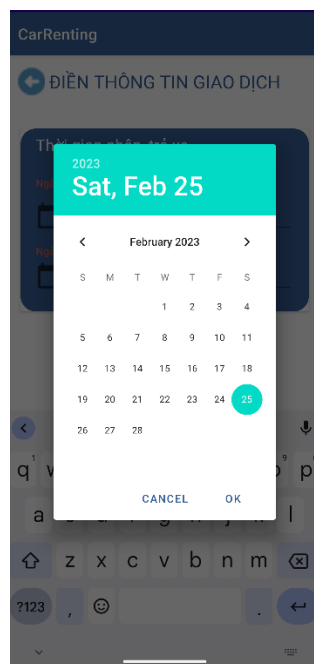 CarRenting
ĐIỀN THÔNG TIN GIAO DỊCH
2023
Sat, Feb 25
February 2023
S M T W T F S
1 2 3 4
5 6 7 8 9 10 11
12 13 14 15 16 17 18
19 20 21 22 23 24 25
26 27 28
CANCEL OK
q p
a l
z x c v b n m
?123 , .